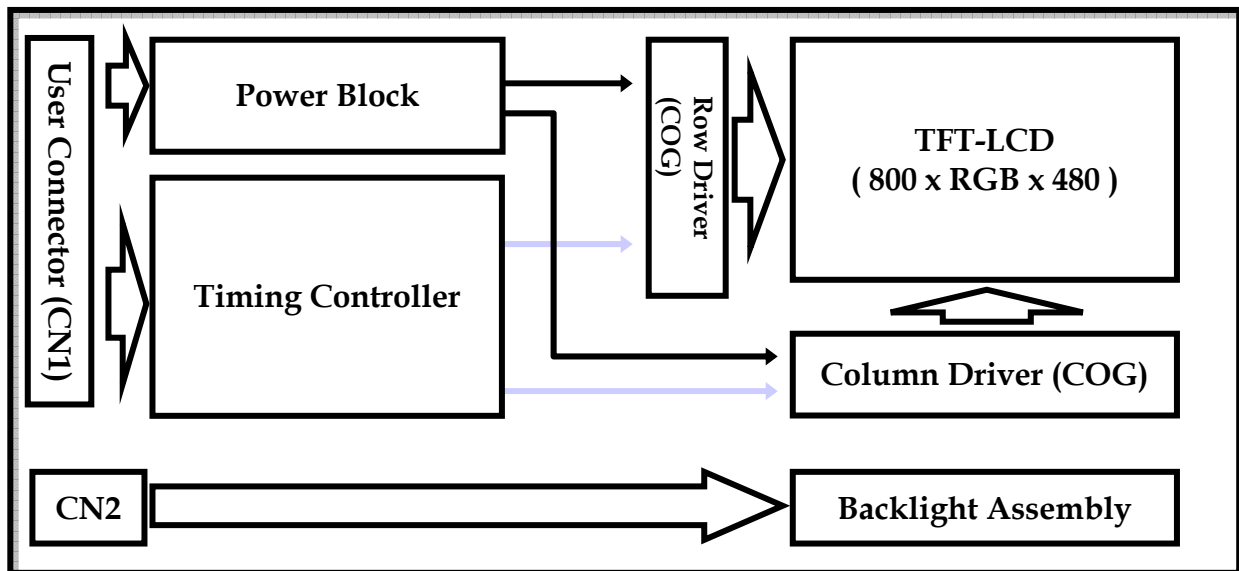 User Connector (CN1)
Power Block
Row Driver
(COG)
TFT-LCD
( 800 x RGB x 480 )
Timing Controller
Column Driver (COG)
CN2
Backlight Assembly